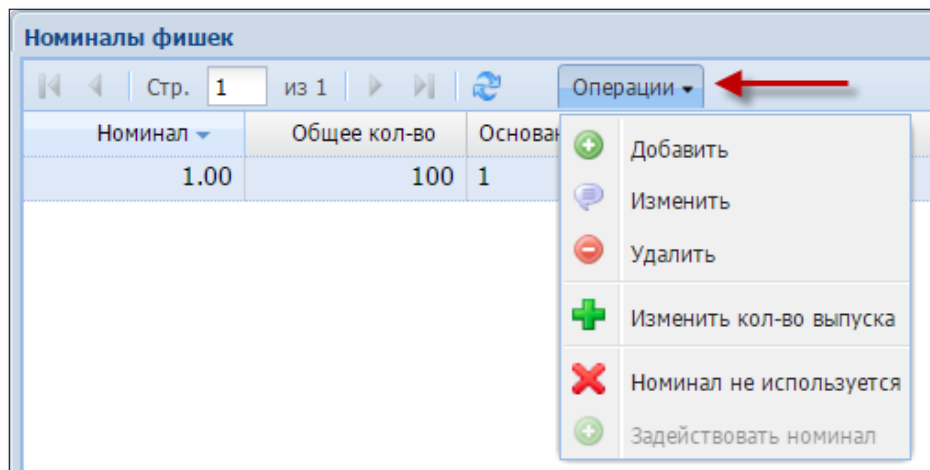 Номиналы фишек
Стр. 1 из 1 Операции
Номинал Общее кол-во
1.00 100 1
Добавить
Изменить
Удалить
Изменить кол-во выпуска
Номинал не используется
Задействовать номинал